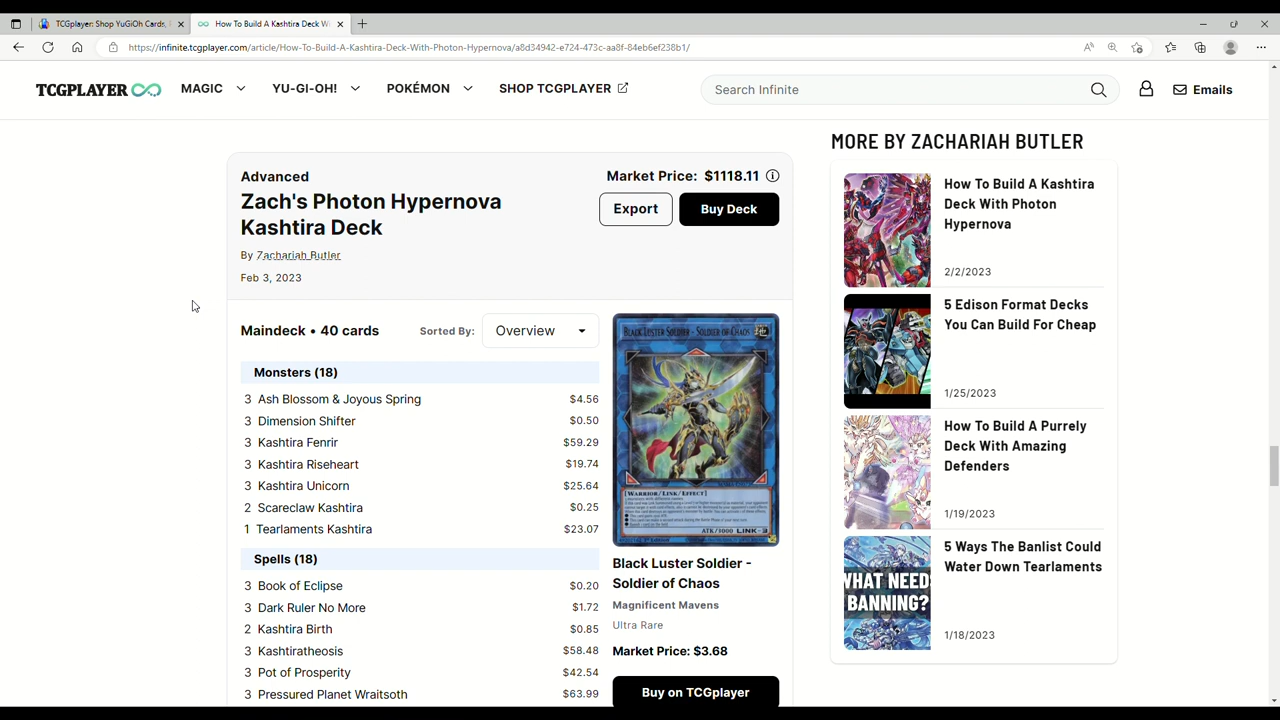 TCGplayer: Shop YuGiOh Cards,
How To Build A Kashtira Deck Wi
https://infinite.tcgplayer.com/article/How-To-Build-A-Kashtira-Deck-With-Photon-Hypernova/a8d34942-e724-473c-aa8f-84eb6ef238b1/
TCGPLAYER MAGIC YU-GI-OH! POKÉMON SHOP TCGPLAYER Search Infinite Emails
MORE BY ZACHARIAH BUTLER
Advanced
Market Price: $1118.11
Zach's Photon Hypernova
Kashtira Deck
Export
Buy Deck
By Zachariah Butler
Feb 3, 2023
Maindeck • 40 cards
Sorted By: Overview
Monsters (18)
3 Ash Blossom & Joyous Spring $4.56
3 Dimension Shifter $0.50
3 Kashtira Fenrir $59.29
3 Kashtira Riseheart $19.74
3 Kashtira Unicorn $25.64
2 Scareclaw Kashtira $0.25
1 Tearlaments Kashtira $23.07
Spells (18)
3 Book of Eclipse $0.20
3 Dark Ruler No More $1.72
2 Kashtira Birth $0.85
3 Kashtiratheosis $58.48
3 Pot of Prosperity $42.54
3 Pressured Planet Wraitsoth $63.99
BLACK LUSTER SOLDIER - SOLDIER OF CHAOS
[WARRIOR/LINK/EFFECT]
ATK/3000 LINK-3
Black Luster Soldier -
Soldier of Chaos
Magnificent Mavens
Ultra Rare
Market Price: $3.68
Buy on TCGplayer
How To Build A Kashtira
Deck With Photon
Hypernova
2/2/2023
5 Edison Format Decks
You Can Build For Cheap
1/25/2023
How To Build A Purrely
Deck With Amazing
Defenders
1/19/2023
WHAT NEEDS
BANNING?
5 Ways The Banlist Could
Water Down Tearlaments
1/18/2023